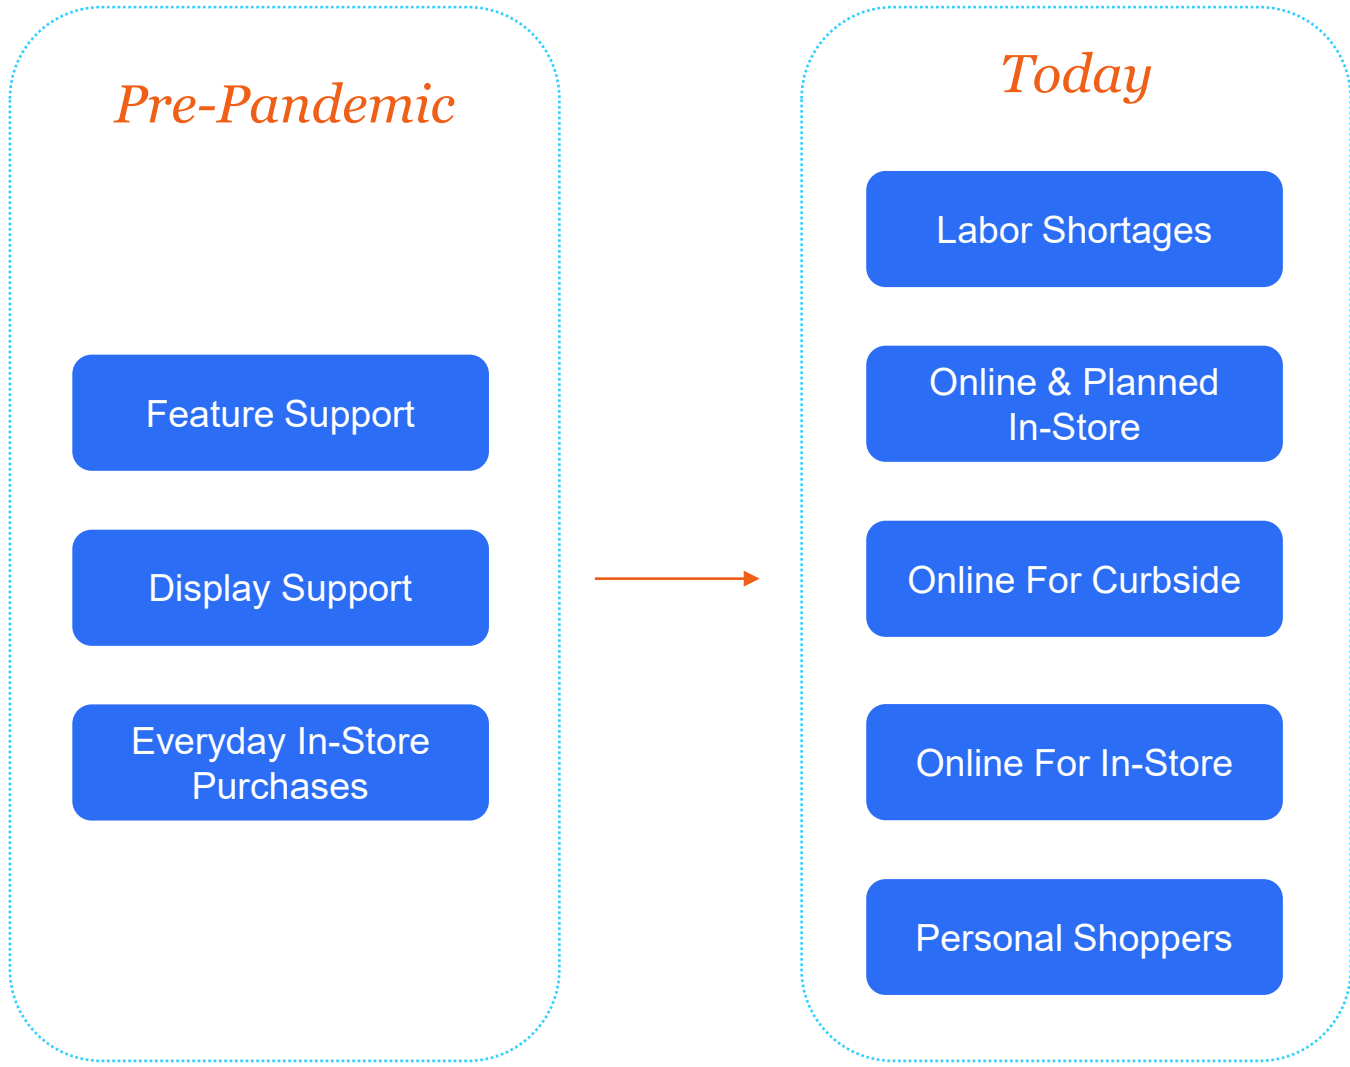 Pre-Pandemic
Feature Support
Display Support
Everyday In-Store
Purchases
Today
Labor Shortages
Online & Planned
In-Store
Online For Curbside
Online For In-Store
Personal Shoppers